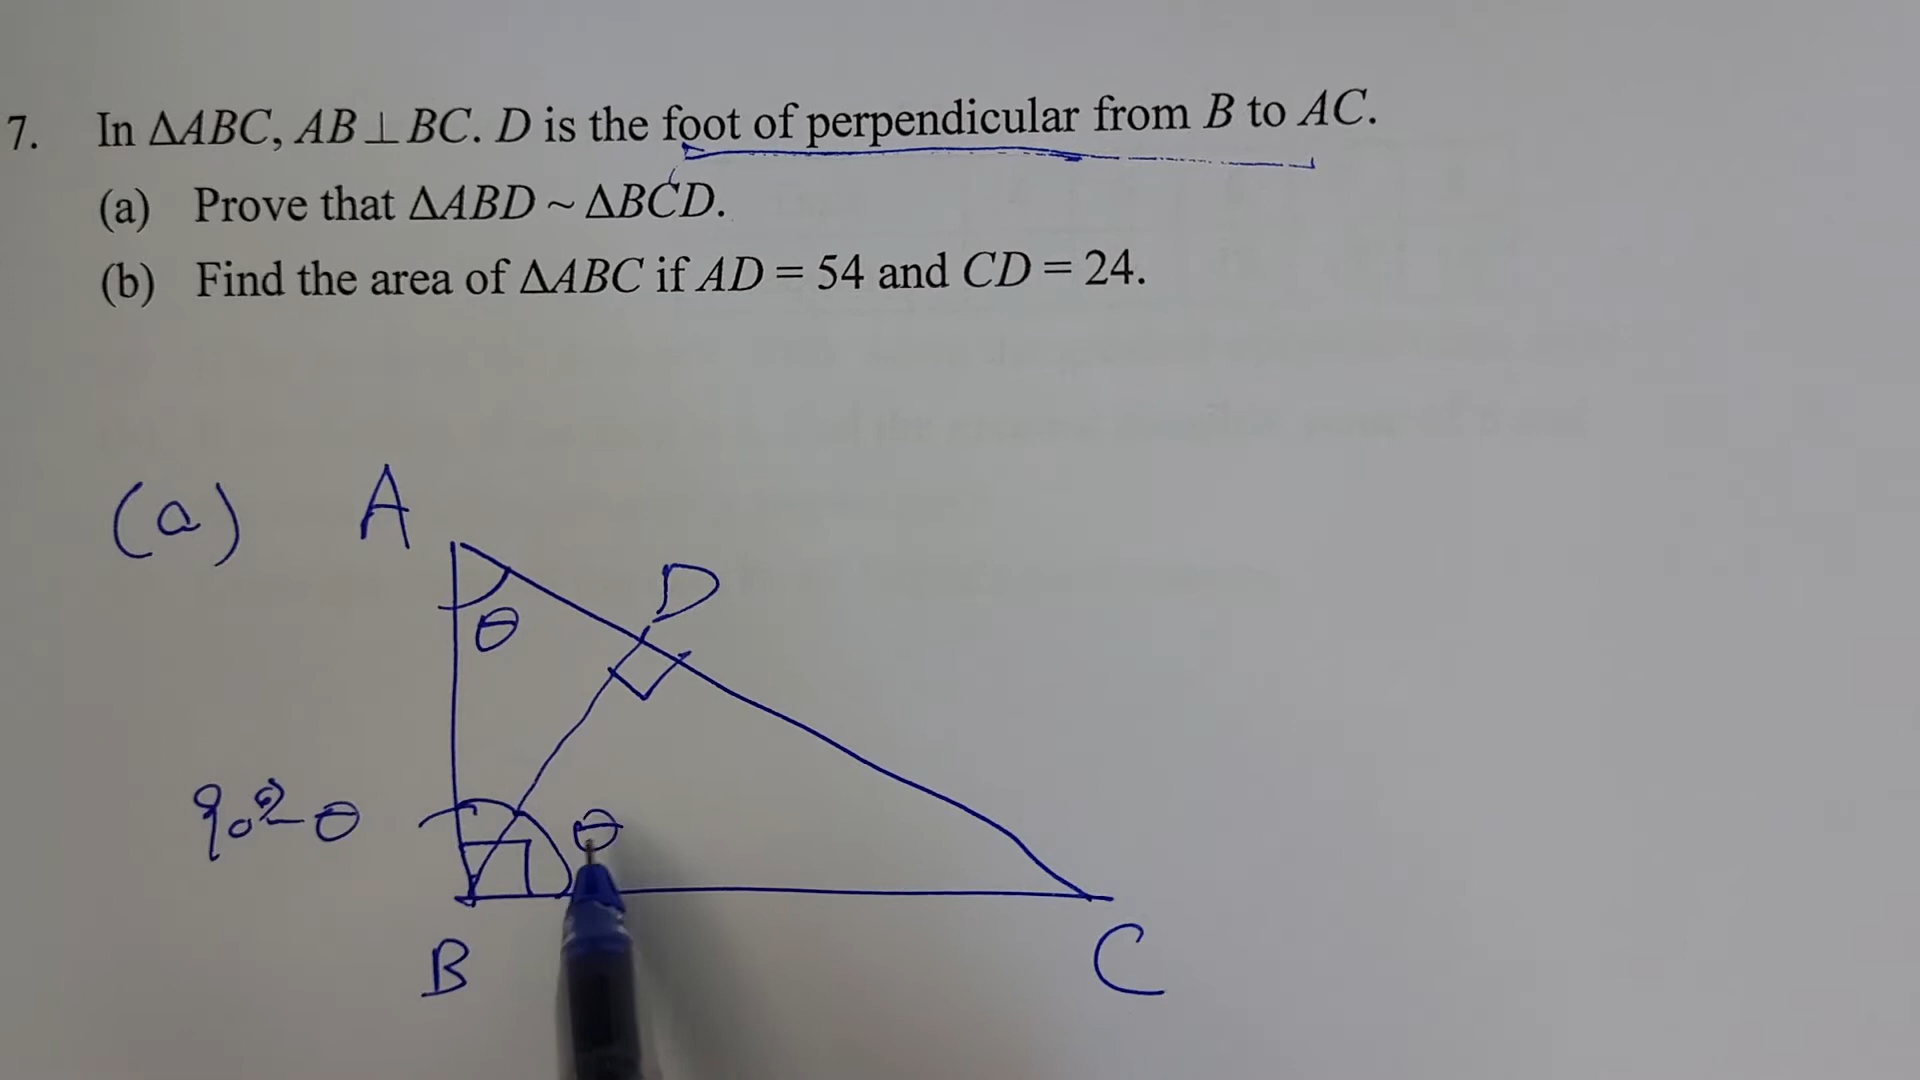 7. In ΔABC, AB ⊥ BC. D is the foot of perpendicular from B to AC.
(a) Prove that ΔABD ~ ΔBCD.
(b) Find the area of ΔABC if AD = 54 and CD = 24.
(a) A
D
θ
90°-θ θ
B C